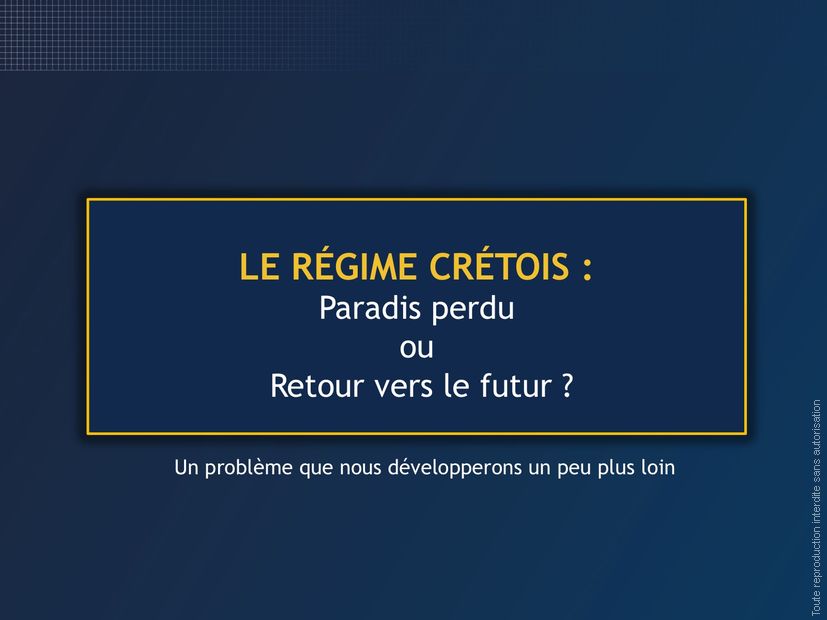 LE RÉGIME CRÉTOIS :
Paradis perdu
ou
Retour vers le futur ?
Un problème que nous développerons un peu plus loin
Toute reproduction interdite sans autorisation